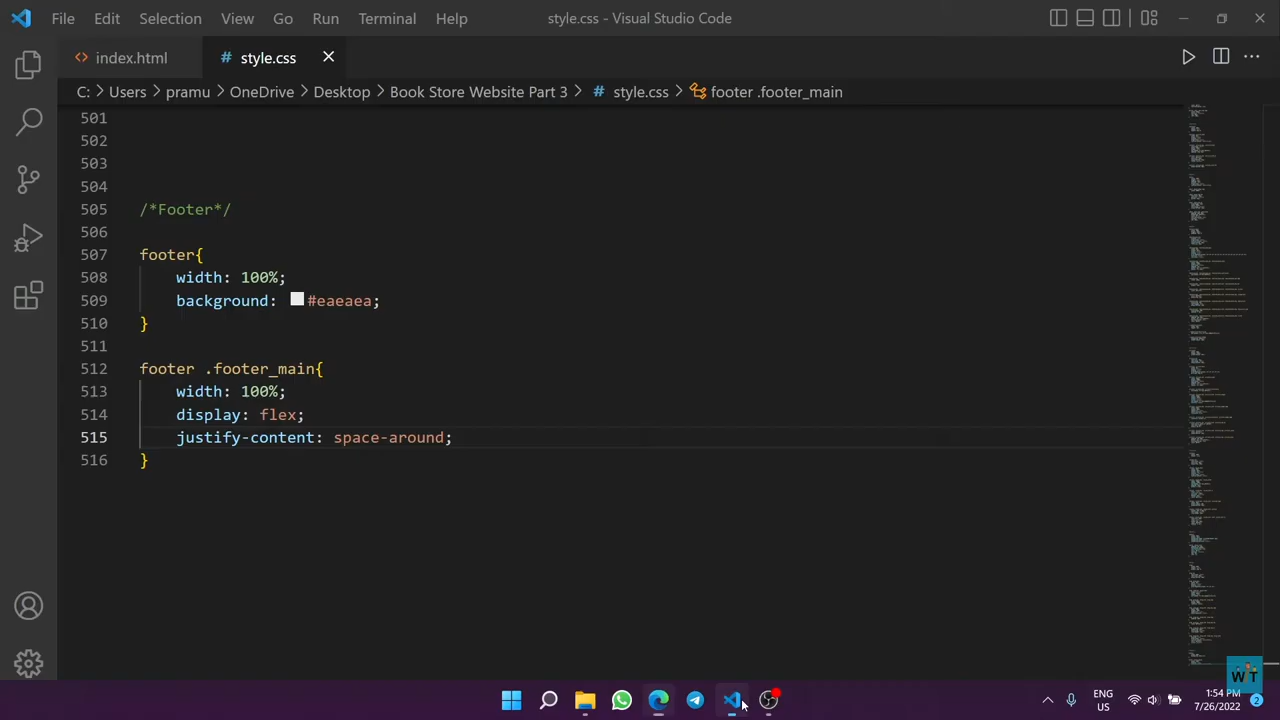 File Edit Selection View Go Run Terminal Help style.css - Visual Studio Code
index.html # style.css
C: > Users > pramu > OneDrive > Desktop > Book Store Website Part 3 > # style.css > footer .footer_main
501
502
503
504
505 /*Footer*/
506
507 footer{
508 width: 100%;
509 background: #eaeaea;
510 }
511
512 footer .footer_main{
513 width: 100%;
514 display: flex;
515 justify-content: space-around;
516 }
WT
ENG
US
1:54 PM
7/26/2022
2